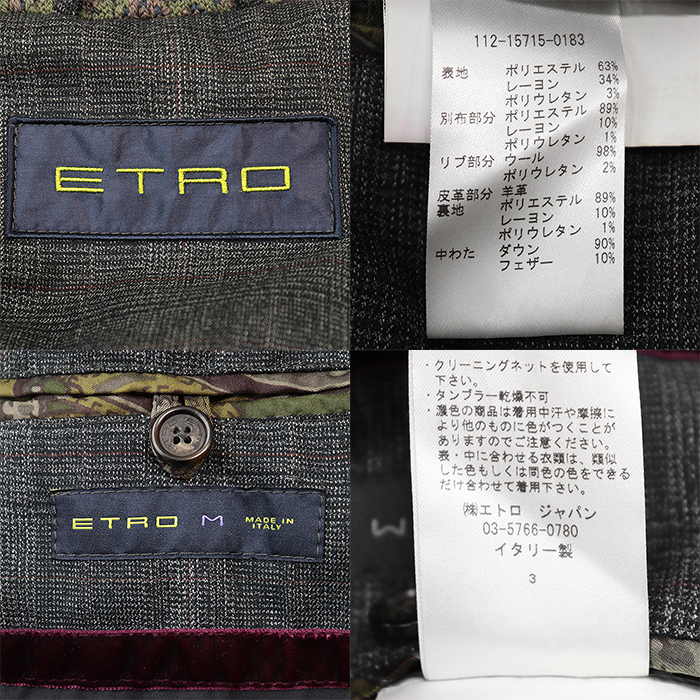 ETRO
112-15715-0183
表地 ポリエステル 63%
レーヨン 34%
ポリウレタン 3%
別布部分 ポリエステル 89%
レーヨン 10%
ポリウレタン 1%
リブ部分 ウール 98%
ポリウレタン 2%
皮革部分 羊革
裏地 ポリエステル 89%
レーヨン 10%
ポリウレタン 1%
中わた ダウン 90%
フェザー 10%
ETRO M MADE IN
ITALY
・クリーニングネットを使用して
下さい。
・タンブラー乾燥不可
・濃色の商品は着用中汗や摩擦に
より他のものに色がつくことが
ありますのでご注意ください。
表・中に合わせる衣類は、類似
した色もしくは同色の色をできる
だけ合わせて着用下さい。
㈱エトロ ジャパン
03-5766-0780
イタリー製
3
M